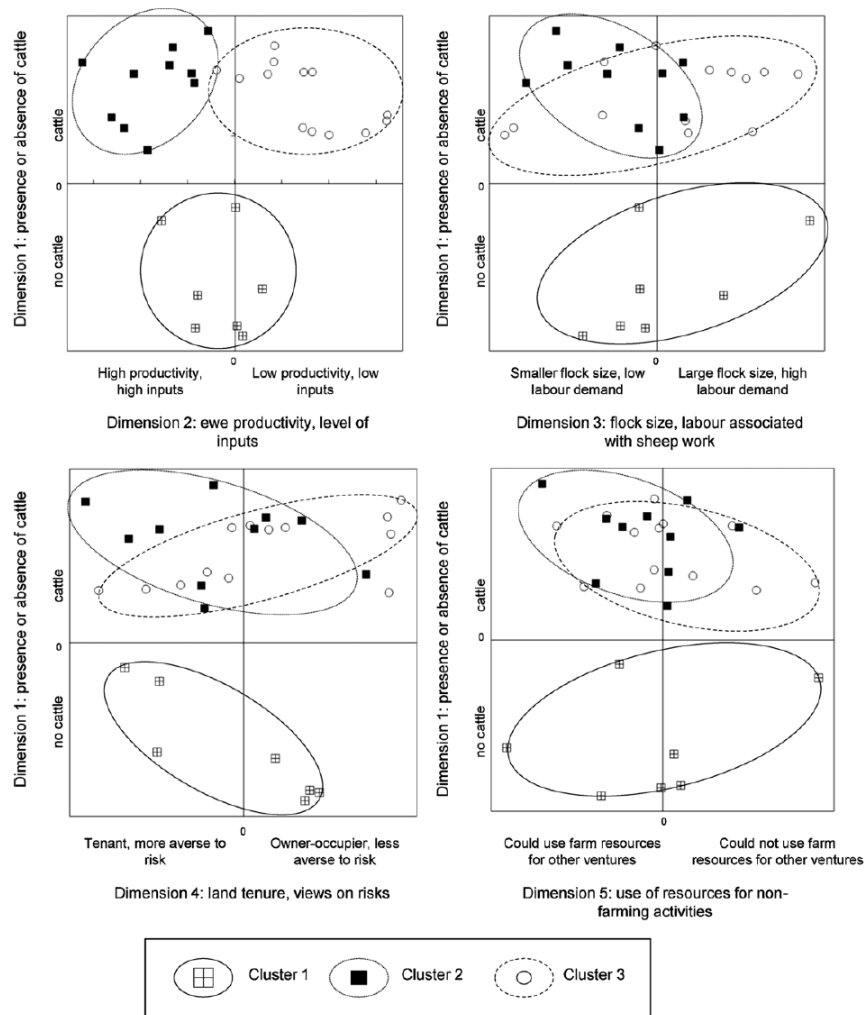 Dimension 1: presence or absence of cattle
cattle
0
no cattle
0
High productivity,
high inputs
Low productivity, low
inputs
Dimension 2: ewe productivity, level of
inputs
Dimension 1: presence or absence of cattle
cattle
0
no cattle
0
Smaller flock size, low
labour demand
Large flock size, high
labour demand
Dimension 3: flock size, labour associated
with sheep work
Dimension 1: presence or absence of cattle
cattle
0
no cattle
0
Tenant, more averse to
risk
Owner-occupier, less
averse to risk
Dimension 4: land tenure, views on risks
Dimension 1: presence or absence of cattle
cattle
0
no cattle
0
Could use farm resources
for other ventures
Could not use farm
resources for other ventures
Dimension 5: use of resources for non-
farming activities
Cluster 1
Cluster 2
Cluster 3